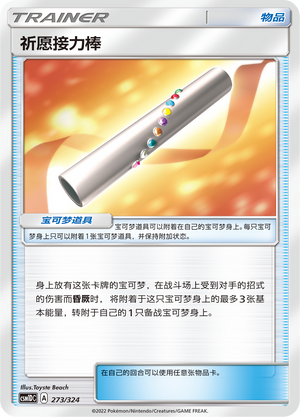 TRAINER 物品
祈愿接力棒
宝可梦道具
宝可梦道具可以附着在自己的宝可梦身上。每只宝可
梦身上只可以附着1张宝可梦道具,并保持附加状态。
身上放有这张卡牌的宝可梦,在战斗场上受到对手的招式
的伤害而昏厥时,将附着于这只宝可梦身上的最多3张基
本能量,转附于自己的1只备战宝可梦身上。
在自己的回合可以使用任意张物品卡。
Illus.Toyste Beach
CSM1DC A 273/324
©2022 Pokémon/Nintendo/Creatures/GAME FREAK.